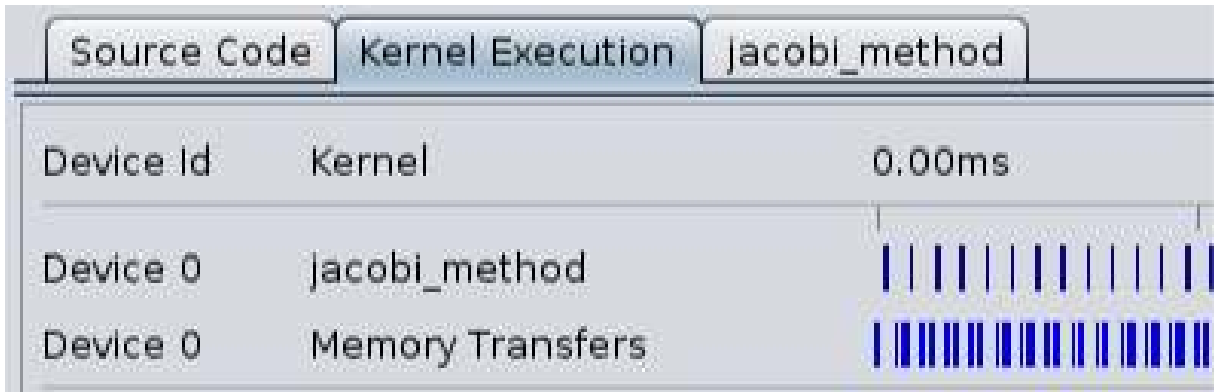 Source Code Kernel Execution jacobi_method
Device Id Kernel 0.00ms
Device 0 jacobi_method
Device 0 Memory Transfers